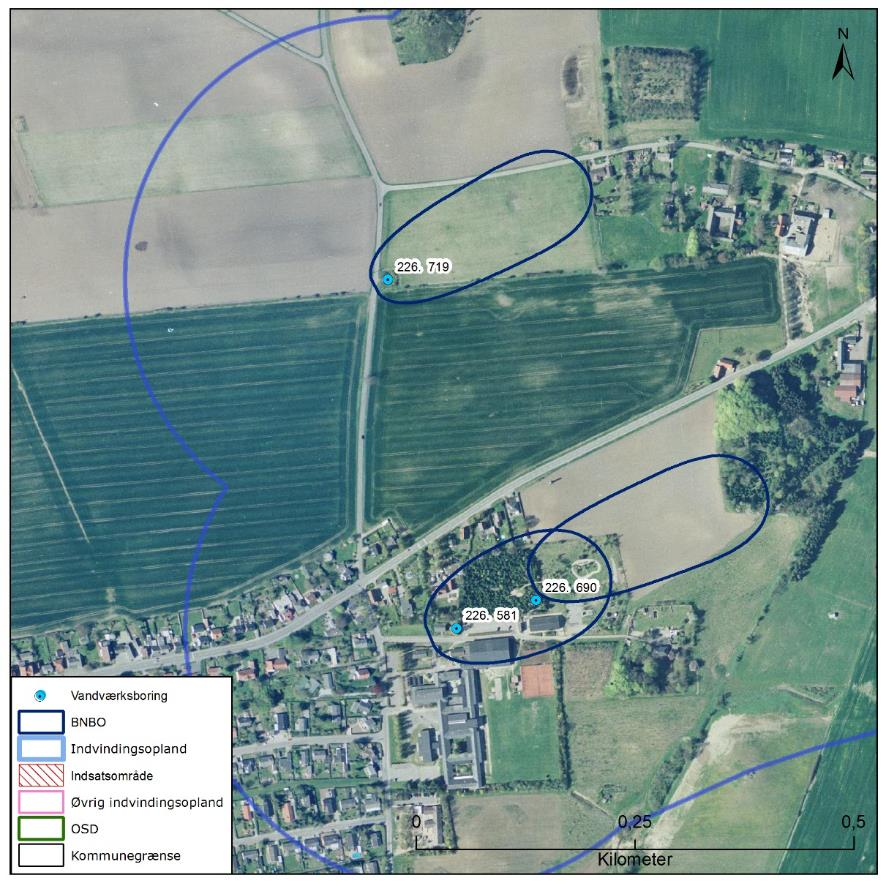 N
226. 719
226. 690
226. 581
Vandværksboring
BNBO
Indvindingsopland
Indsatsområde
Øvrig indvindingsopland
OSD
Kommunegrænse
0 0,25 0,5
Kilometer